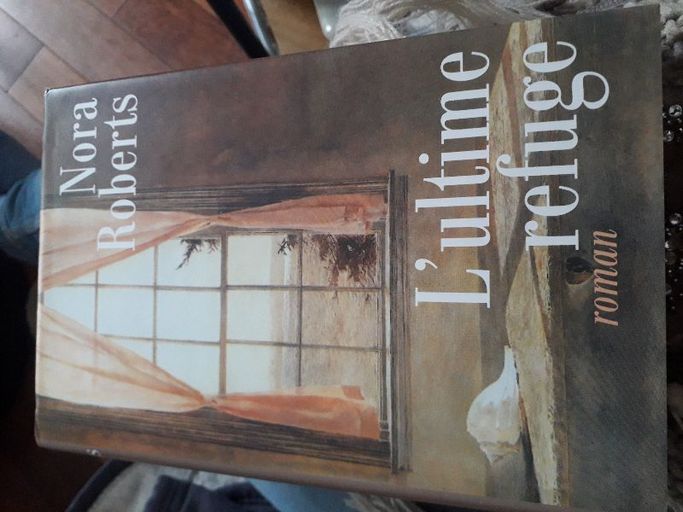 Nora
Roberts
L'ultime
refuge
roman